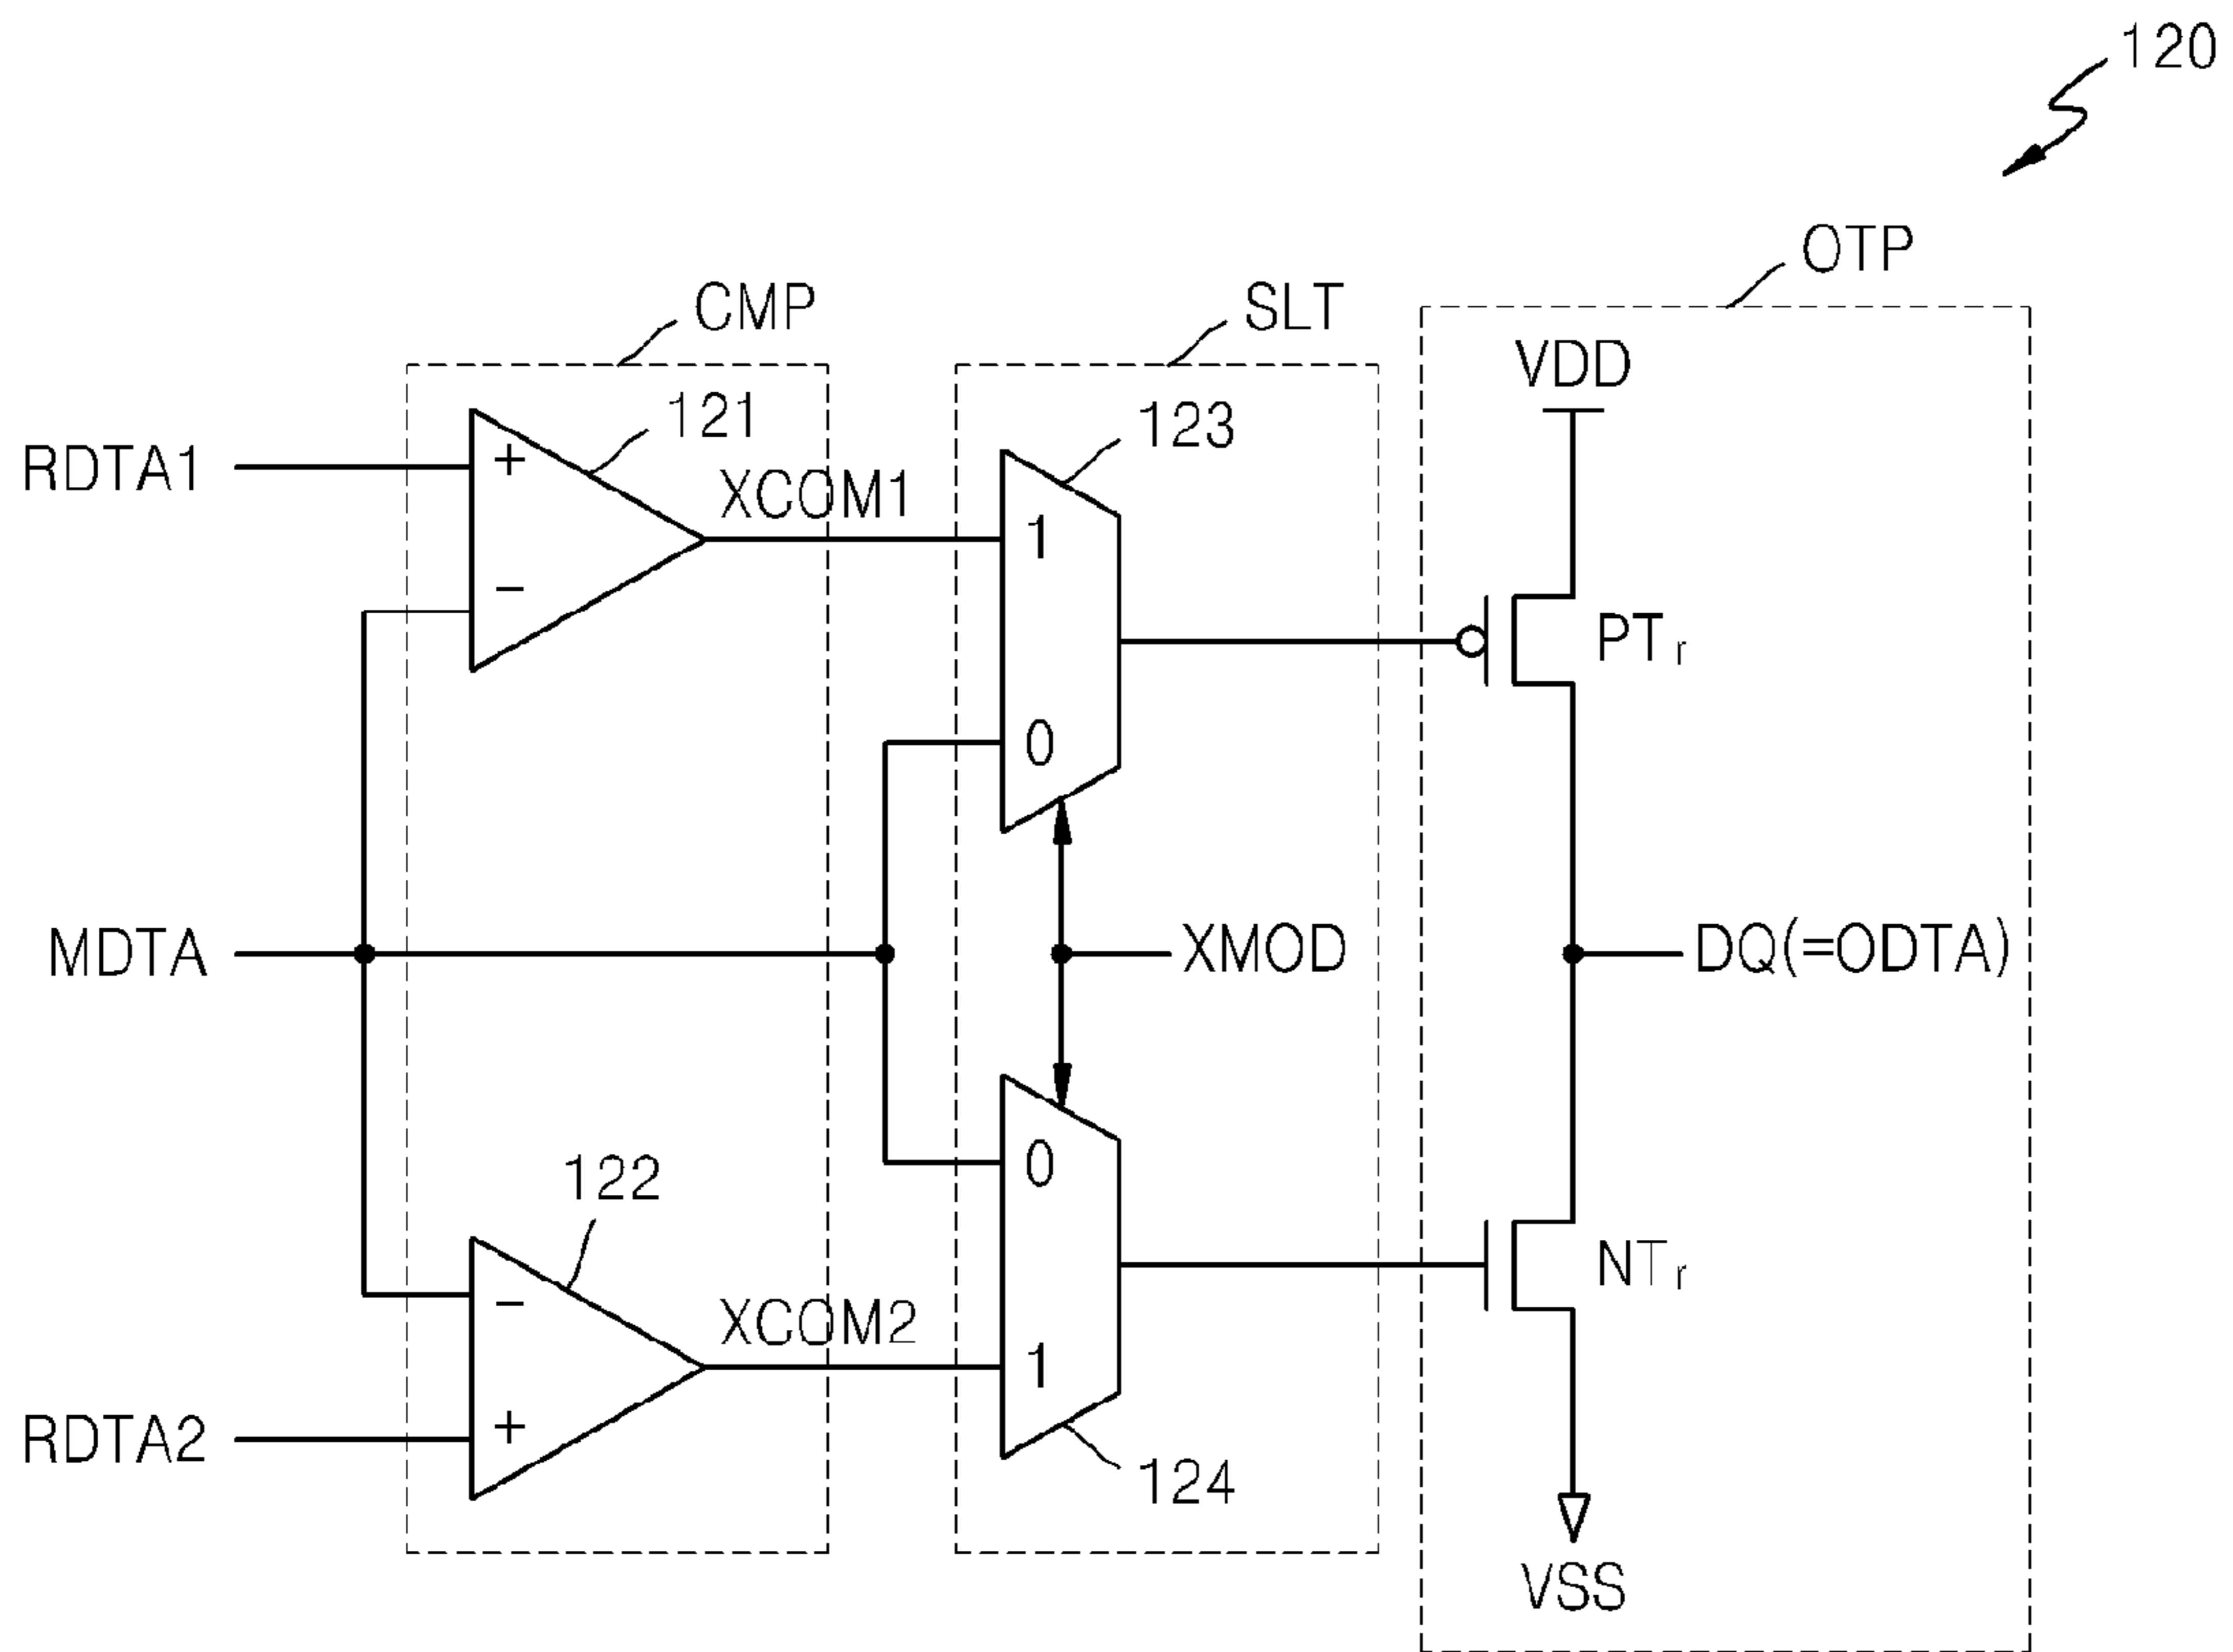 120
OTP
CMP
SLT
VDD
121
123
RDTA1
+
XCOM1
1
−
PTr
0
MDTA
XMOD
DQ(=ODTA)
0
122
NTr
−
XCOM2
1
RDTA2
+
124
VSS